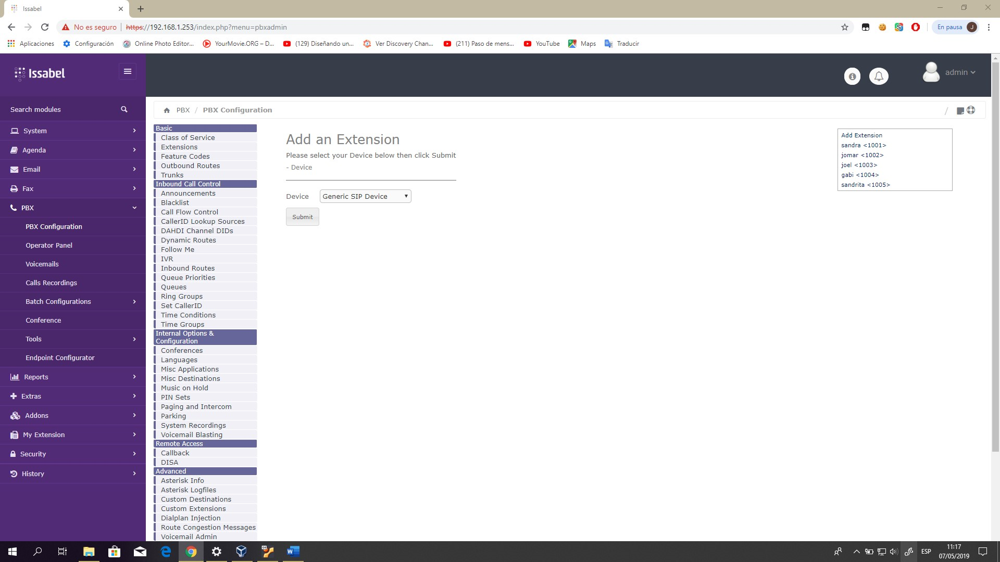 Issabel
No es seguro
https://192.168.1.253/index.php?menu=pbxadmin
En pausa
J
Aplicaciones
Configuración
Online Photo Editor...
YourMovie.ORG – D...
(129) Diseñando un...
Ver Discovery Chan...
(211) Paso de mens...
YouTube
Maps
Traducir
Issabel
admin
Search modules
System
Agenda
Email
Fax
PBX
PBX Configuration
Operator Panel
Voicemails
Calls Recordings
Batch Configurations
Conference
Tools
Endpoint Configurator
Reports
Extras
Addons
My Extension
Security
History
PBX / PBX Configuration
/
Basic
Class of Service
Extensions
Feature Codes
Outbound Routes
Trunks
Inbound Call Control
Announcements
Blacklist
Call Flow Control
CallerID Lookup Sources
DAHDI Channel DIDs
Dynamic Routes
Follow Me
IVR
Inbound Routes
Queue Priorities
Queues
Ring Groups
Set CallerID
Time Conditions
Time Groups
Internal Options &
Configuration
Conferences
Languages
Misc Applications
Misc Destinations
Music on Hold
PIN Sets
Paging and Intercom
Parking
System Recordings
Voicemail Blasting
Remote Access
Callback
DISA
Advanced
Asterisk Info
Asterisk Logfiles
Custom Destinations
Custom Extensions
Dialplan Injection
Route Congestion Messages
Voicemail Admin
Add an Extension
Please select your Device below then click Submit
- Device
Device
Generic SIP Device
Submit
Add Extension
sandra <1001>
jomar <1002>
joel <1003>
gabi <1004>
sandrita <1005>
ESP
11:17
07/05/2019